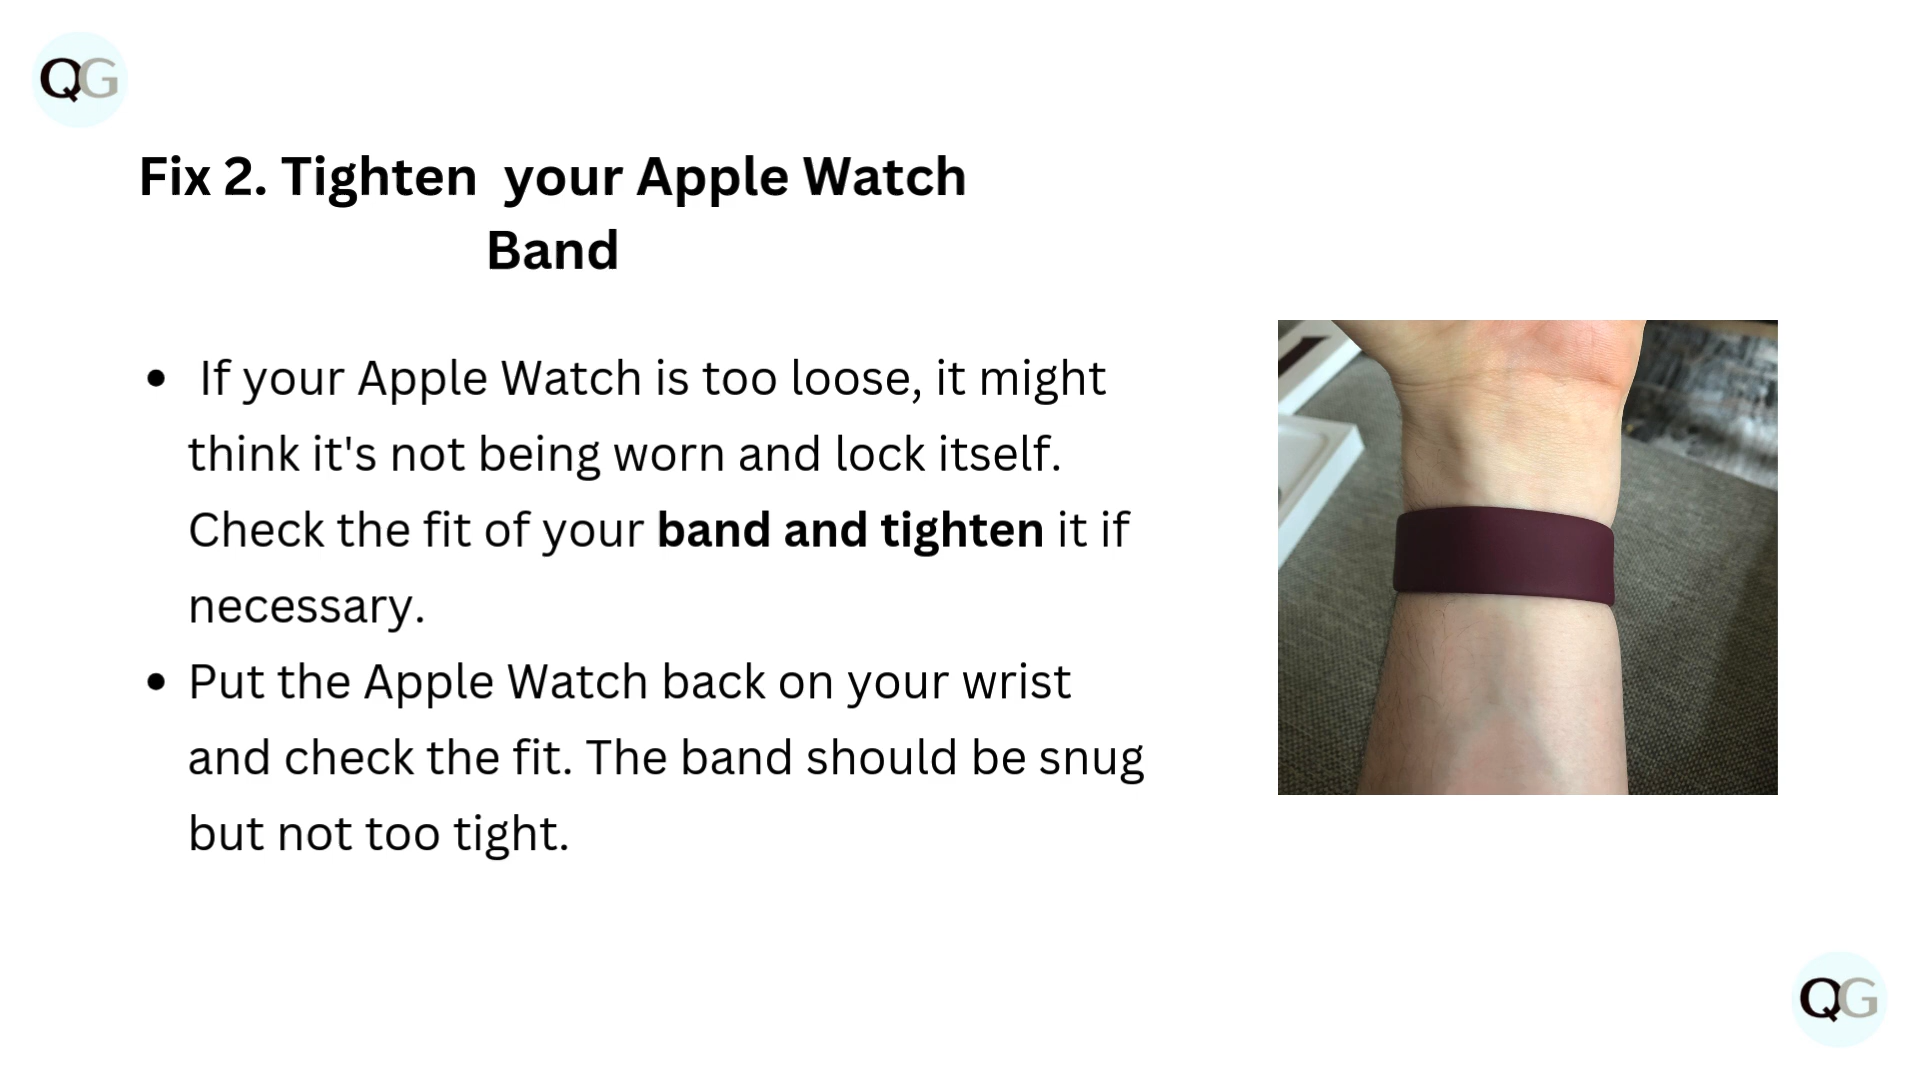 QG
Fix 2. Tighten  your Apple Watch
Band
• If your Apple Watch is too loose, it might
think it's not being worn and lock itself.
Check the fit of your band and tighten it if
necessary.
• Put the Apple Watch back on your wrist
and check the fit. The band should be snug
but not too tight.
QG